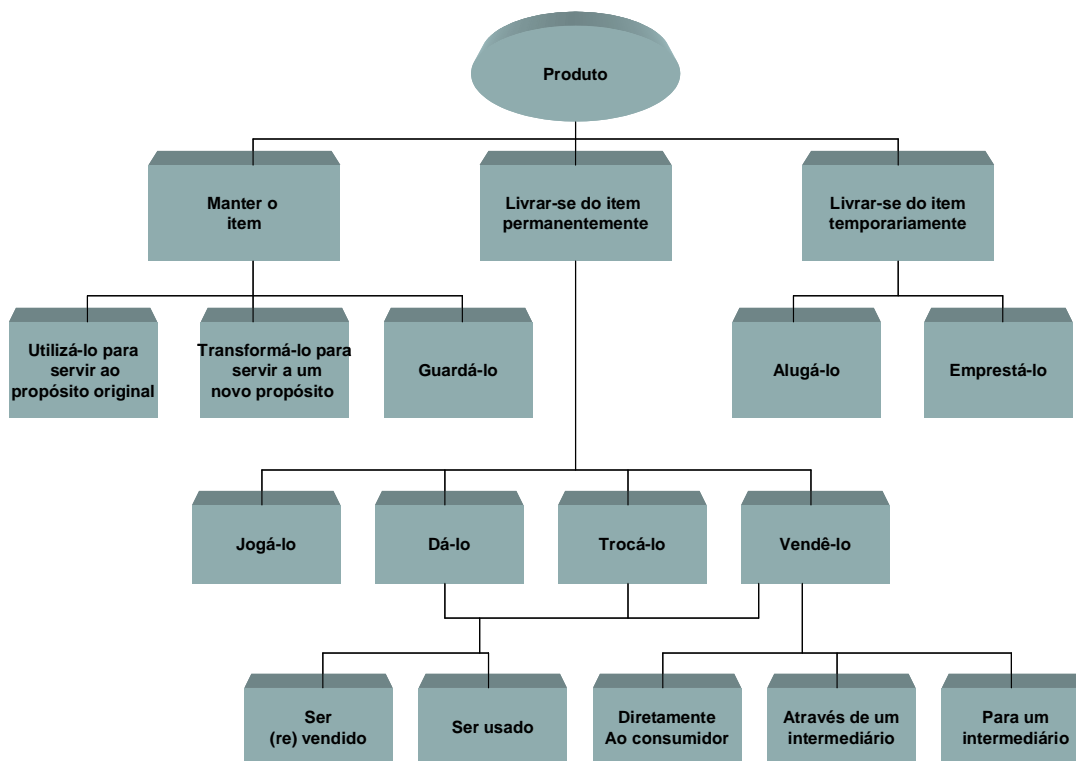 Produto
Manter o
item
Livrar-se do item
permanentemente
Livrar-se do item
temporariamente
Utilizá-lo para
servir ao
propósito original
Transformá-lo para
servir a um
novo propósito
Guardá-lo
Alugá-lo
Emprestá-lo
Jogá-lo
Dá-lo
Trocá-lo
Vendê-lo
Ser
(re) vendido
Ser usado
Diretamente
Ao consumidor
Através de um
intermediário
Para um
intermediário